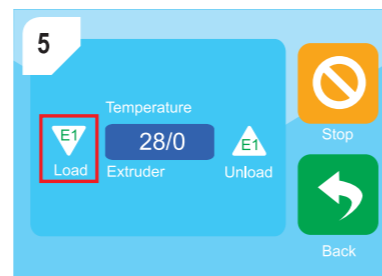 5
Temperature
E1
28/0
E1
Load
Extruder
Unload
Stop
Back